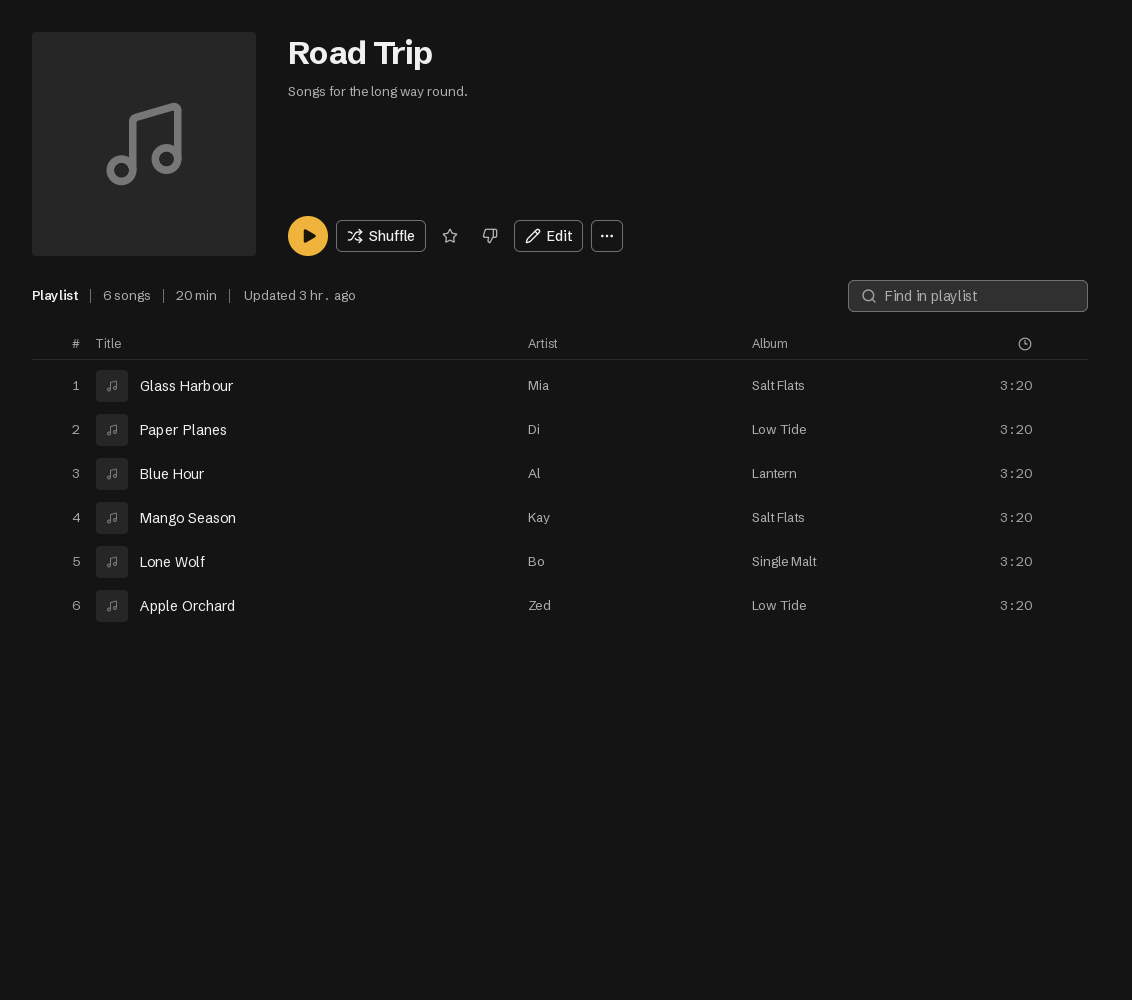 Road Trip
Songs for the long way round.
Shuffle Edit
Playlist 6 songs 20 min Updated 3 hr. ago Find in playlist
# Title Artist Album
1 Glass Harbour Mia Salt Flats 3:20
2 Paper Planes Di Low Tide 3:20
3 Blue Hour Al Lantern 3:20
4 Mango Season Kay Salt Flats 3:20
5 Lone Wolf Bo Single Malt 3:20
6 Apple Orchard Zed Low Tide 3:20